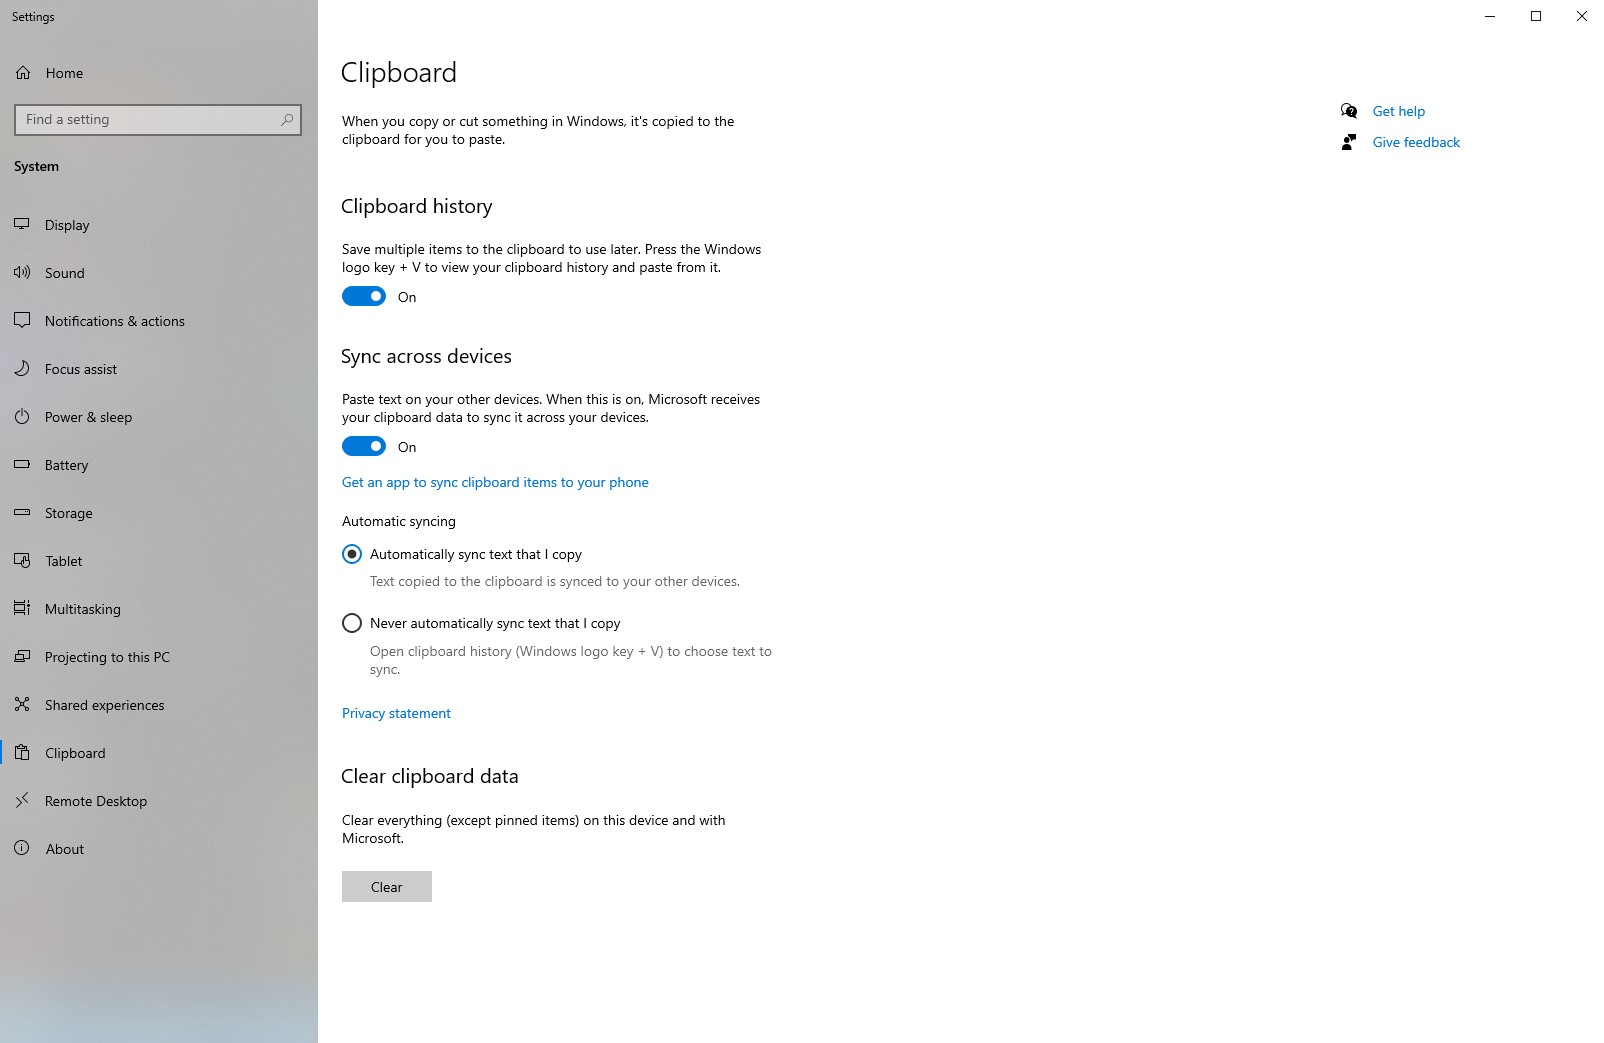 Settings
Home
Find a setting
System
Display
Sound
Notifications & actions
Focus assist
Power & sleep
Battery
Storage
Tablet
Multitasking
Projecting to this PC
Shared experiences
Clipboard
Remote Desktop
About
Clipboard
When you copy or cut something in Windows, it's copied to the
clipboard for you to paste.
Clipboard history
Save multiple items to the clipboard to use later. Press the Windows
logo key + V to view your clipboard history and paste from it.
On
Sync across devices
Paste text on your other devices. When this is on, Microsoft receives
your clipboard data to sync it across your devices.
On
Get an app to sync clipboard items to your phone
Automatic syncing
Automatically sync text that I copy
Text copied to the clipboard is synced to your other devices.
Never automatically sync text that I copy
Open clipboard history (Windows logo key + V) to choose text to
sync.
Privacy statement
Clear clipboard data
Clear everything (except pinned items) on this device and with
Microsoft.
Clear
Get help
Give feedback